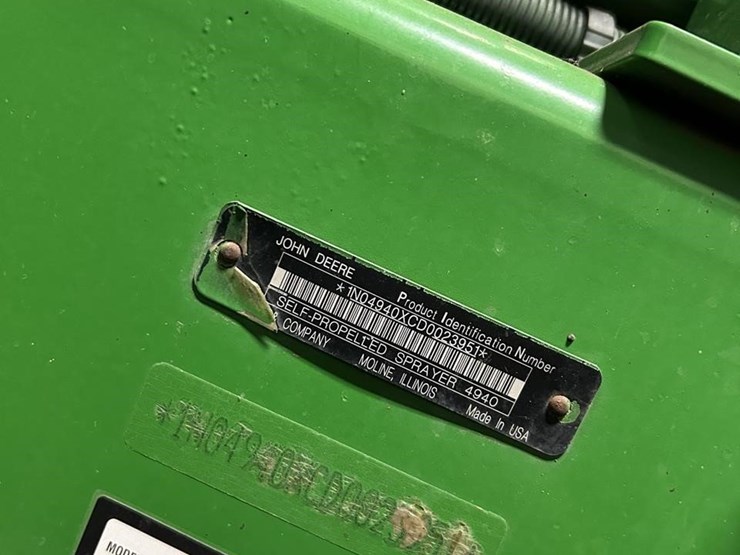 JOHN DEERE
Product Identification Number
*1N04940XCD0023951*
SELF-PROPELLED SPRAYER 4940
COMPANY MOLINE, ILLINOIS Made In USA